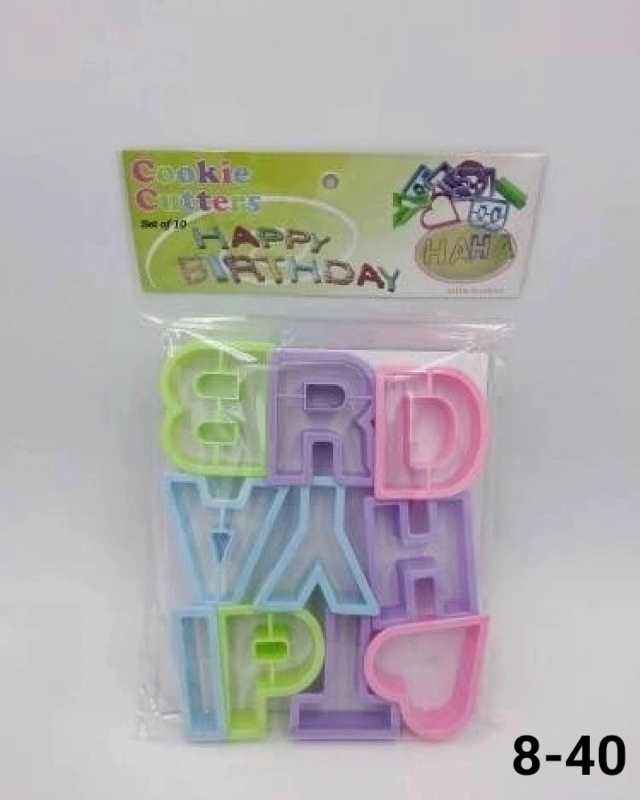 Cookie
Cutters
Set of 10
HAPPY
BIRTHDAY
HAHA
B R D
A Y H
I P T
8-40